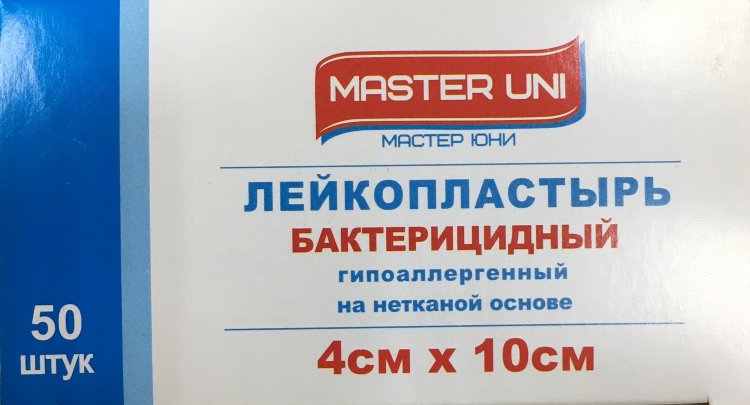 MASTER UNI
МАСТЕР ЮНИ
ЛЕЙКОПЛАСТЫРЬ
БАКТЕРИЦИДНЫЙ
гипоаллергенный
на нетканой основе
4см х 10см
50
штук